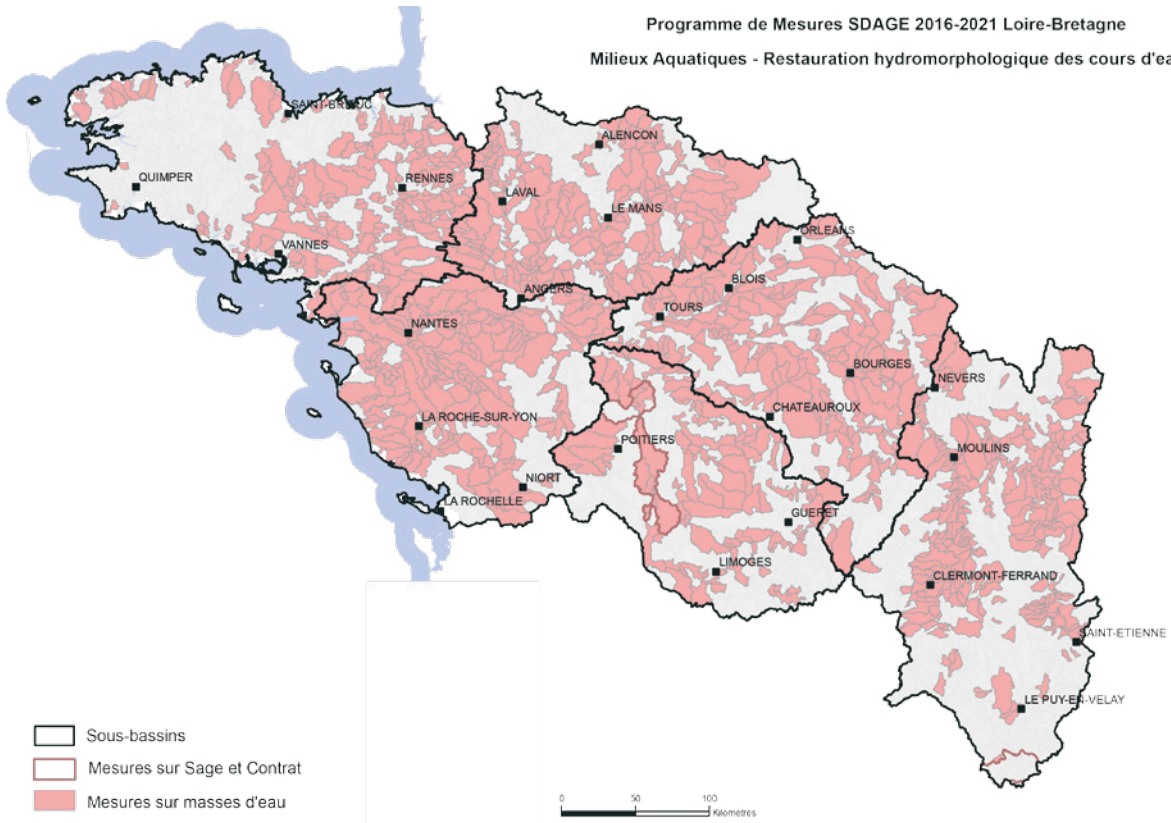 Programme de Mesures SDAGE 2016-2021 Loire-Bretagne
Milieux Aquatiques - Restauration hydromorphologique des cours d'ea
SAINT-BRIEUC
ALENCON
QUIMPER
RENNES
LAVAL
LE MANS
VANNES
ORLEANS
BLOIS
ANGERS
TOURS
NANTES
BOURGES
NEVERS
LA ROCHE-SUR-YON
CHATEAUROUX
POITIERS
MOULINS
NIORT
LA ROCHELLE
GUERET
LIMOGES
CLERMONT-FERRAND
SAINT-ETIENNE
LE PUY-EN-VELAY
Sous-bassins
Mesures sur Sage et Contrat
Mesures sur masses d'eau
0 50 100
Kilomètres